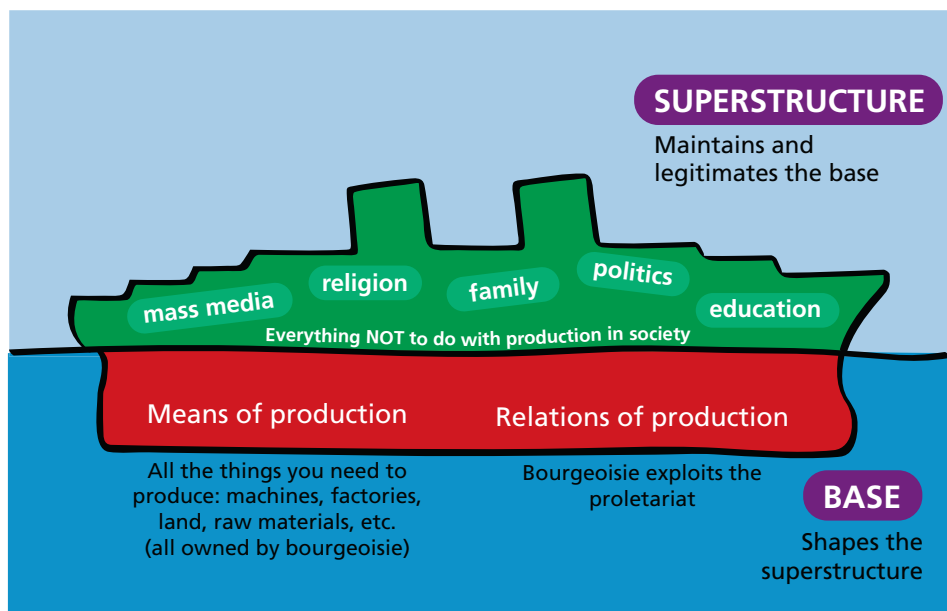 SUPERSTRUCTURE
Maintains and
legitimates the base
mass media
religion
family
politics
education
Everything NOT to do with production in society
Means of production
Relations of production
All the things you need to
produce: machines, factories,
land, raw materials, etc.
(all owned by bourgeoisie)
Bourgeoisie exploits the
proletariat
BASE
Shapes the
superstructure